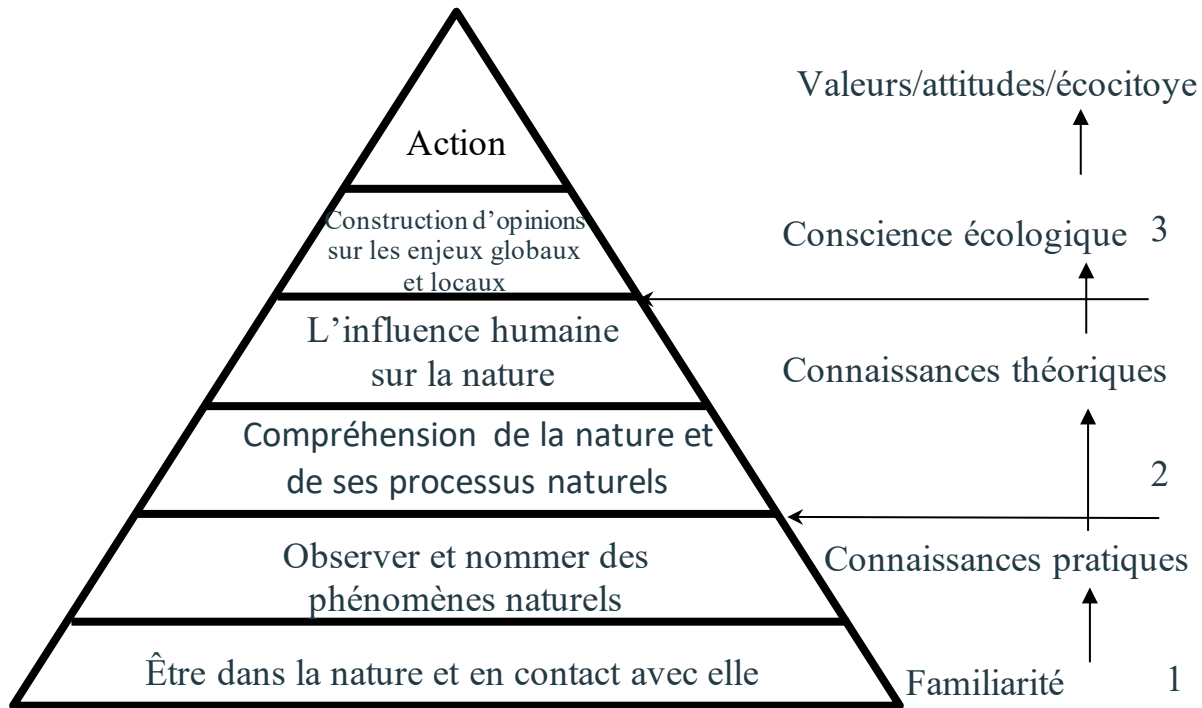 Valeurs/attitudes/écocitoye
Action
Construction d’opinions
sur les enjeux globaux
et locaux
Conscience écologique 3
L’influence humaine
sur la nature
Connaissances théoriques
Compréhension de la nature et
de ses processus naturels
2
Observer et nommer des
phénomènes naturels
Connaissances pratiques
Être dans la nature et en contact avec elle
Familiarité 1